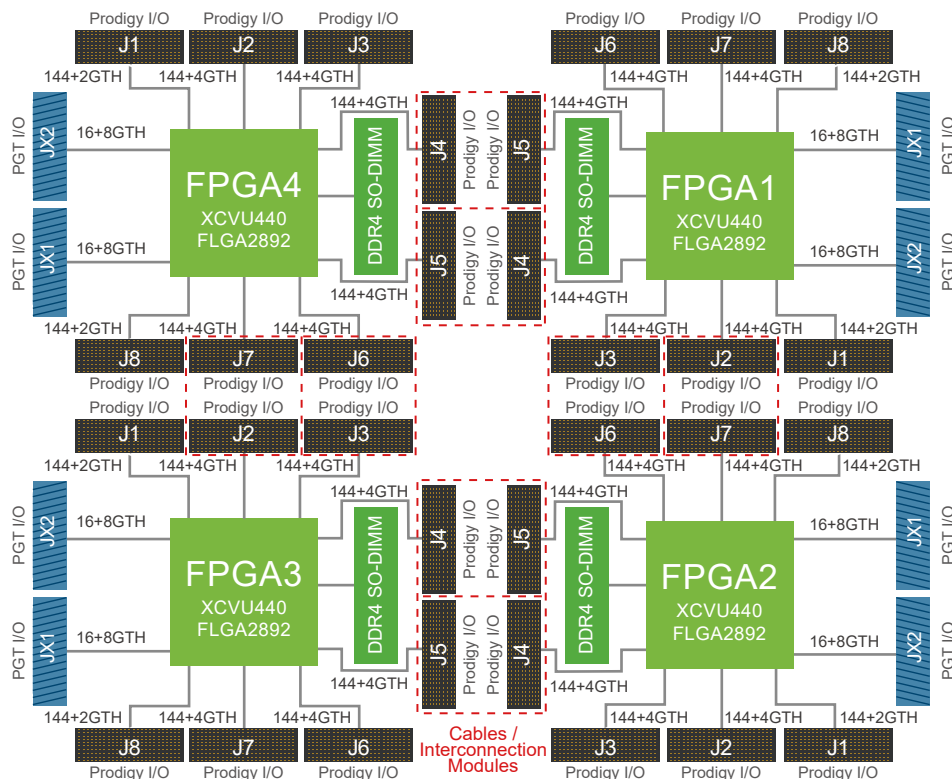 Prodigy I/O Prodigy I/O Prodigy I/O Prodigy I/O Prodigy I/O Prodigy I/O
J1 J2 J3 J6 J7 J8
144+2GTH 144+4GTH 144+4GTH 144+4GTH 144+4GTH 144+2GTH
144+4GTH 144+4GTH
PGT I/O JX2 16+8GTH J4 Prodigy I/O Prodigy I/O J5 16+8GTH JX1 PGT I/O
FPGA4 DDR4 SO-DIMM DDR4 SO-DIMM FPGA1
XCVU440 XCVU440
FLGA2892 FLGA2892
PGT I/O JX1 16+8GTH J5 Prodigy I/O Prodigy I/O J4 16+8GTH JX2 PGT I/O
144+4GTH 144+4GTH
144+2GTH 144+4GTH 144+4GTH 144+4GTH 144+4GTH 144+2GTH
J8 J7 J6 J3 J2 J1
Prodigy I/O Prodigy I/O Prodigy I/O Prodigy I/O Prodigy I/O Prodigy I/O
Prodigy I/O Prodigy I/O Prodigy I/O Prodigy I/O Prodigy I/O Prodigy I/O
J1 J2 J3 J6 J7 J8
144+2GTH 144+4GTH 144+4GTH 144+4GTH 144+4GTH 144+2GTH
144+4GTH 144+4GTH
PGT I/O JX2 16+8GTH J4 Prodigy I/O Prodigy I/O J5 16+8GTH JX1 PGT I/O
FPGA3 DDR4 SO-DIMM DDR4 SO-DIMM FPGA2
XCVU440 XCVU440
FLGA2892 FLGA2892
PGT I/O JX1 16+8GTH J5 Prodigy I/O Prodigy I/O J4 16+8GTH JX2 PGT I/O
144+4GTH 144+4GTH
144+2GTH 144+4GTH 144+4GTH 144+4GTH 144+4GTH 144+2GTH
J8 J7 J6 J3 J2 J1
Prodigy I/O Prodigy I/O Prodigy I/O Prodigy I/O Prodigy I/O Prodigy I/O
Cables /
Interconnection
Modules